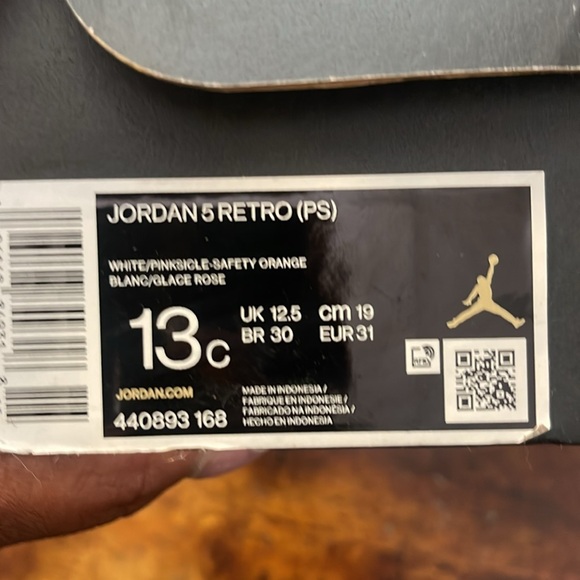 JORDAN 5 RETRO (PS)
WHITE/PINKSICLE-SAFETY ORANGE
BLANC/GLACE ROSE
13C
UK 12.5 cm 19
BR 30 EUR 31
JORDAN.COM
440893 168
MADE IN INDONESIA /
FABRIQUE EN INDONESIE /
FABRICADO NA INDONESIA /
HECHO EN INDONESIA